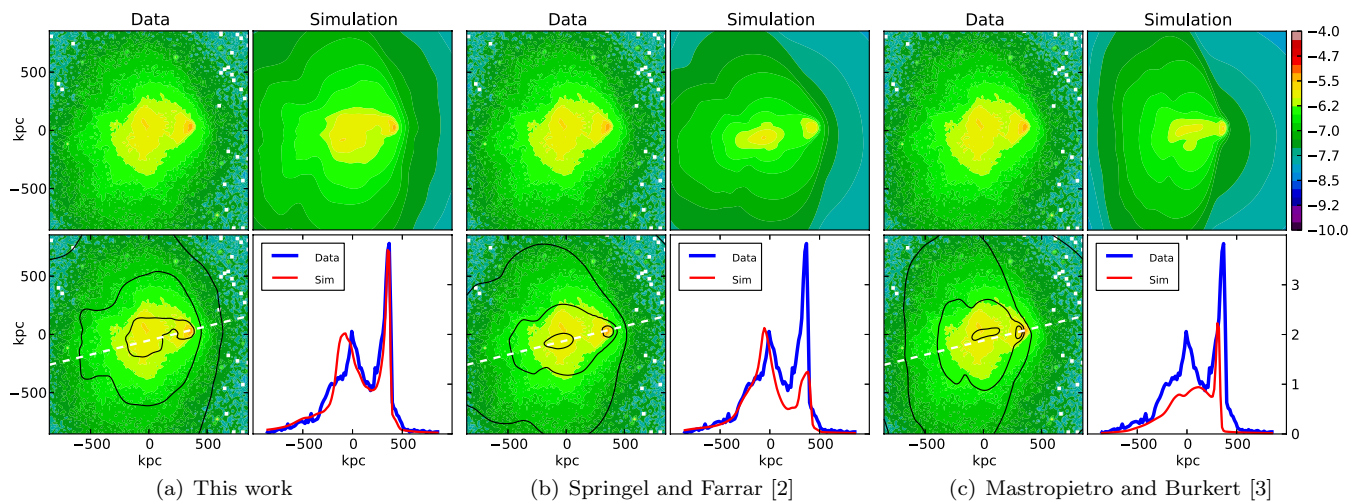 Data Simulation Data Simulation Data Simulation
500
0
−500
kpc
−4.0
−4.7
−5.5
−6.2
−7.0
−7.7
−8.5
−9.2
−10.0
500
0
−500
kpc
Data
Sim
Data
Sim
Data
Sim
3
2
1
0
−500 0 500 −500 0 500 −500 0 500 −500 0 500 −500 0 500 −500 0 500
kpc kpc kpc kpc kpc kpc
(a) This work (b) Springel and Farrar [2] (c) Mastropietro and Burkert [3]